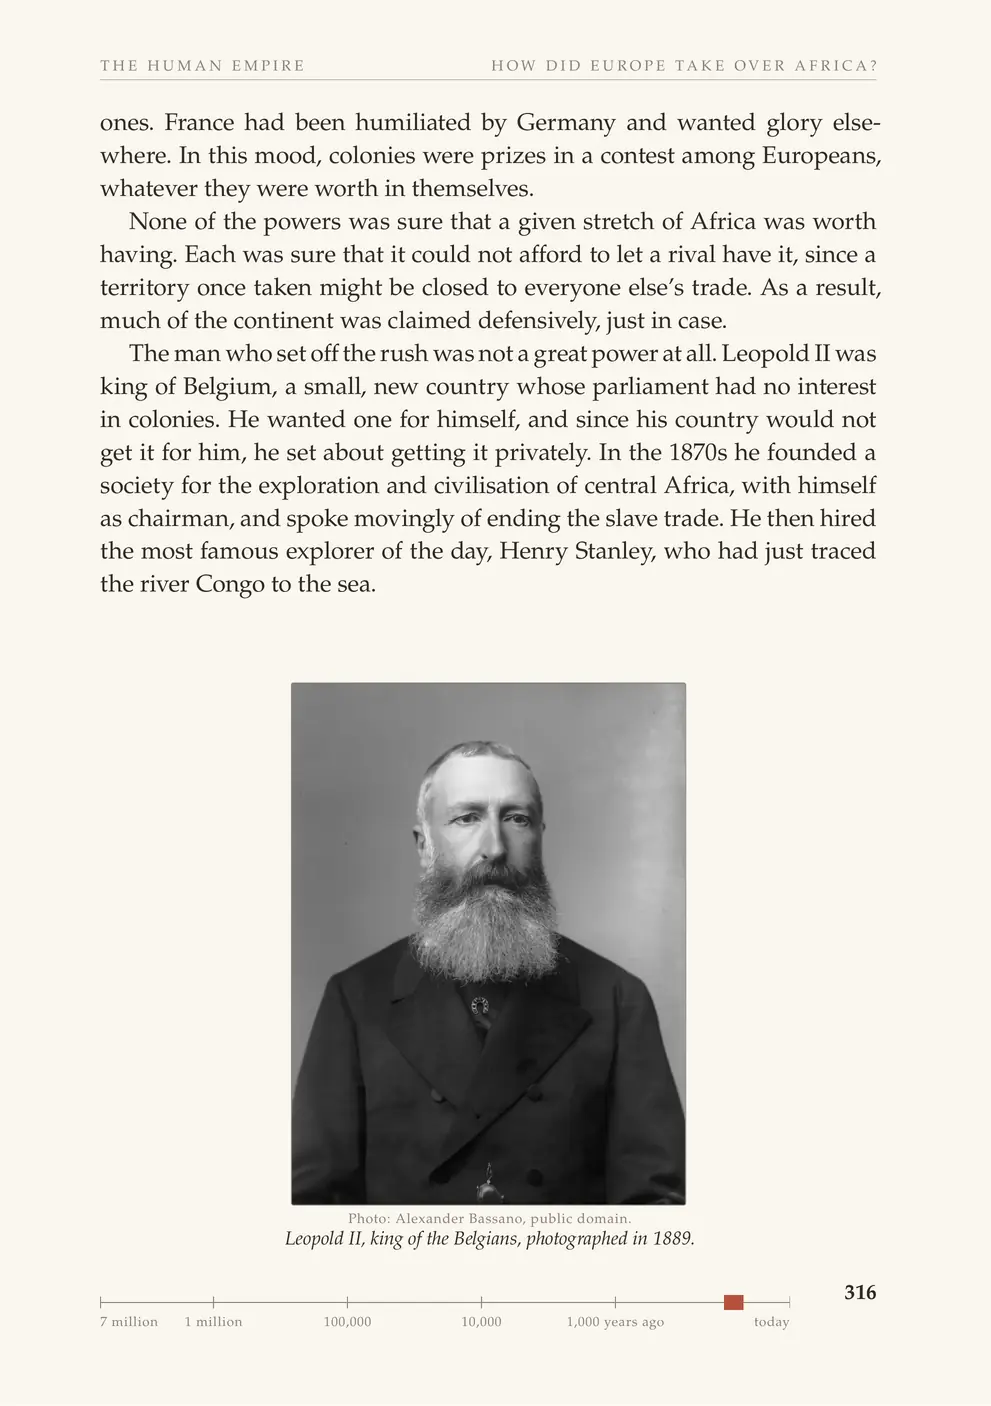 THE HUMAN EMPIRE
HOW DID EUROPE TAKE OVER AFRICA?
ones. France had been humiliated by Germany and wanted glory else-
where. In this mood, colonies were prizes in a contest among Europeans,
whatever they were worth in themselves.
None of the powers was sure that a given stretch of Africa was worth
having. Each was sure that it could not afford to let a rival have it, since a
territory once taken might be closed to everyone else’s trade. As a result,
much of the continent was claimed defensively, just in case.
The man who set off the rush was not a great power at all. Leopold II was
king of Belgium, a small, new country whose parliament had no interest
in colonies. He wanted one for himself, and since his country would not
get it for him, he set about getting it privately. In the 1870s he founded a
society for the exploration and civilisation of central Africa, with himself
as chairman, and spoke movingly of ending the slave trade. He then hired
the most famous explorer of the day, Henry Stanley, who had just traced
the river Congo to the sea.
Photo: Alexander Bassano, public domain.
Leopold II, king of the Belgians, photographed in 1889.
316
7 million 1 million 100,000 10,000 1,000 years ago today